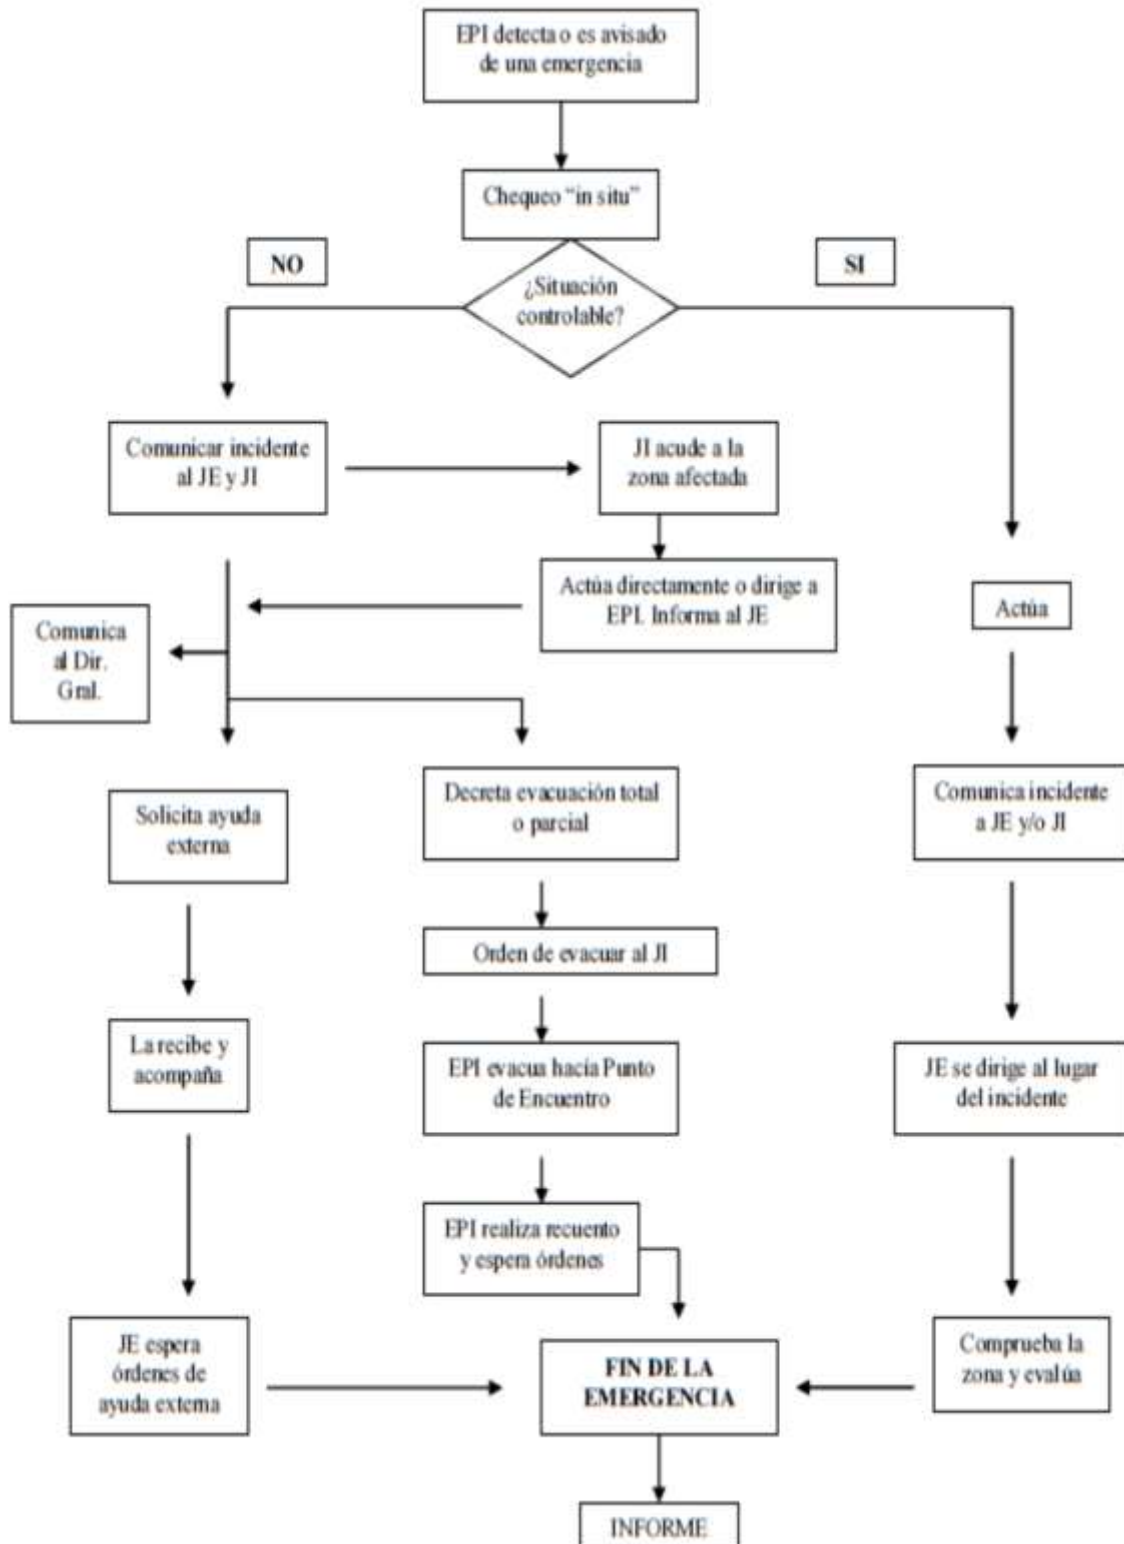 EPI detecta o es avisado
de una emergencia
Chequeo “in situ”
NO
SI
¿Situación
controlable?
Comunicar incidente
al JE y JI
JI acude a la
zona afectada
Actúa directamente o dirige a
EPI. Informa al JE
Actúa
Comunica
al Dir.
Gral.
Solicita ayuda
externa
Decreta evacuación total
o parcial
Comunica incidente
a JE y/o JI
Orden de evacuar al JI
La recibe y
acompaña
EPI evacua hacía Punto
de Encuentro
JE se dirige al lugar
del incidente
EPI realiza recuento
y espera órdenes
JE espera
órdenes de
ayuda externa
FIN DE LA
EMERGENCIA
Comprueba la
zona y evalúa
INFORME